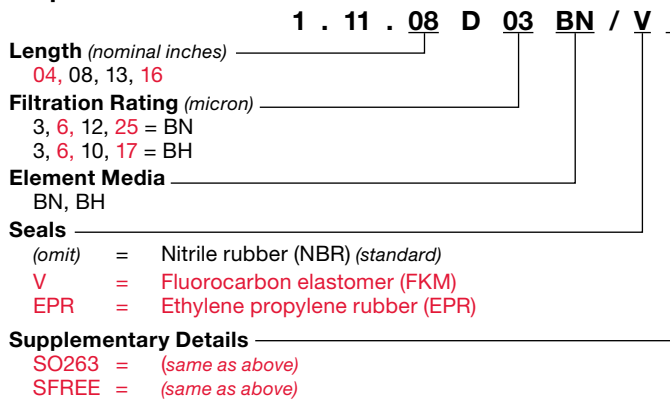 1 . 11 . 08 D 03 BN / V
Length (nominal inches)
04, 08, 13, 16
Filtration Rating (micron)
3, 6, 12, 25 = BN
3, 6, 10, 17 = BH
Element Media
BN, BH
Seals
(omit) = Nitrile rubber (NBR) (standard)
V = Fluorocarbon elastomer (FKM)
EPR = Ethylene propylene rubber (EPR)
Supplementary Details
SO263 = (same as above)
SFREE = (same as above)